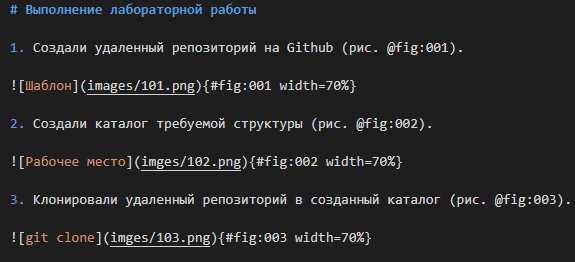 # Выполнение лабораторной работы
1. Создали удаленный репозиторий на Github (рис. @fig:001).
![Шаблон](images/101.png){#fig:001 width=70%}
2. Создали каталог требуемой структуры (рис. @fig:002).
![Рабочее место](imges/102.png){#fig:002 width=70%}
3. Клонировали удаленный репозиторий в созданный каталог (рис. @fig:003).
![git clone](imges/103.png){#fig:003 width=70%}